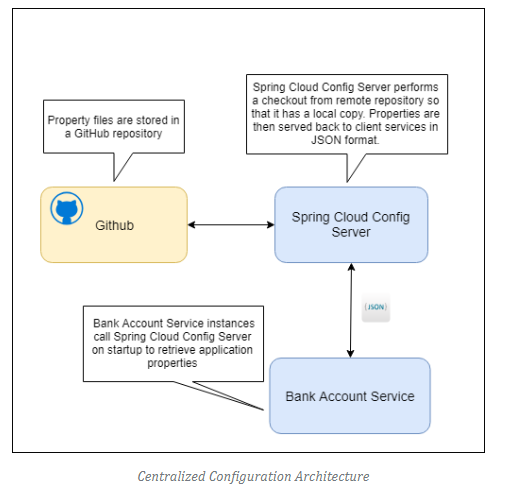 Spring Cloud Config Server performs
a checkout from remote repository so
that it has a local copy. Properties are
then served back to client services in
JSON format.
Property files are stored in
a GitHub repository
Github
Spring Cloud Config
Server
{JSON}
Bank Account Service instances
call Spring Cloud Config Server
on startup to retrieve application
properties
Bank Account Service
Centralized Configuration Architecture